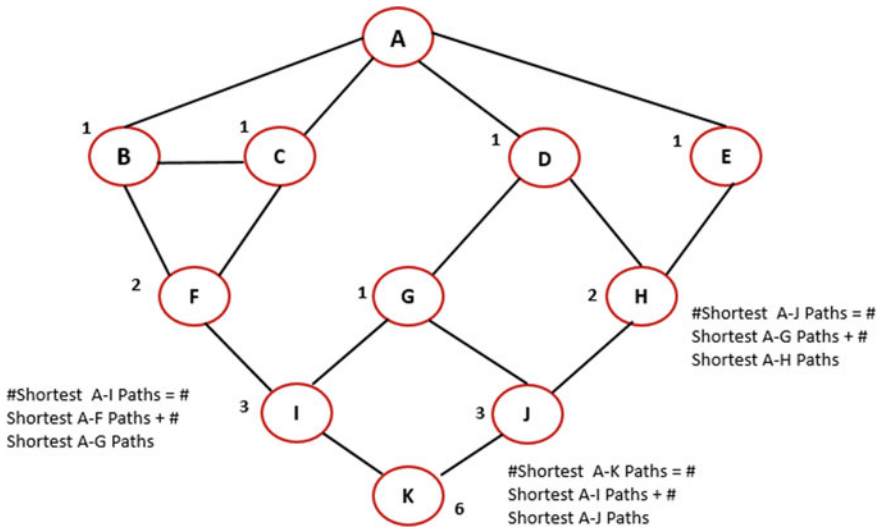 A
1
B
1
C
1
D
1
E
2
F
1
G
2
H
#Shortest A-J Paths = #
Shortest A-G Paths + #
Shortest A-H Paths
#Shortest A-I Paths = #
Shortest A-F Paths + #
Shortest A-G Paths
3
I
3
J
#Shortest A-K Paths = #
Shortest A-I Paths + #
Shortest A-J Paths
K
6